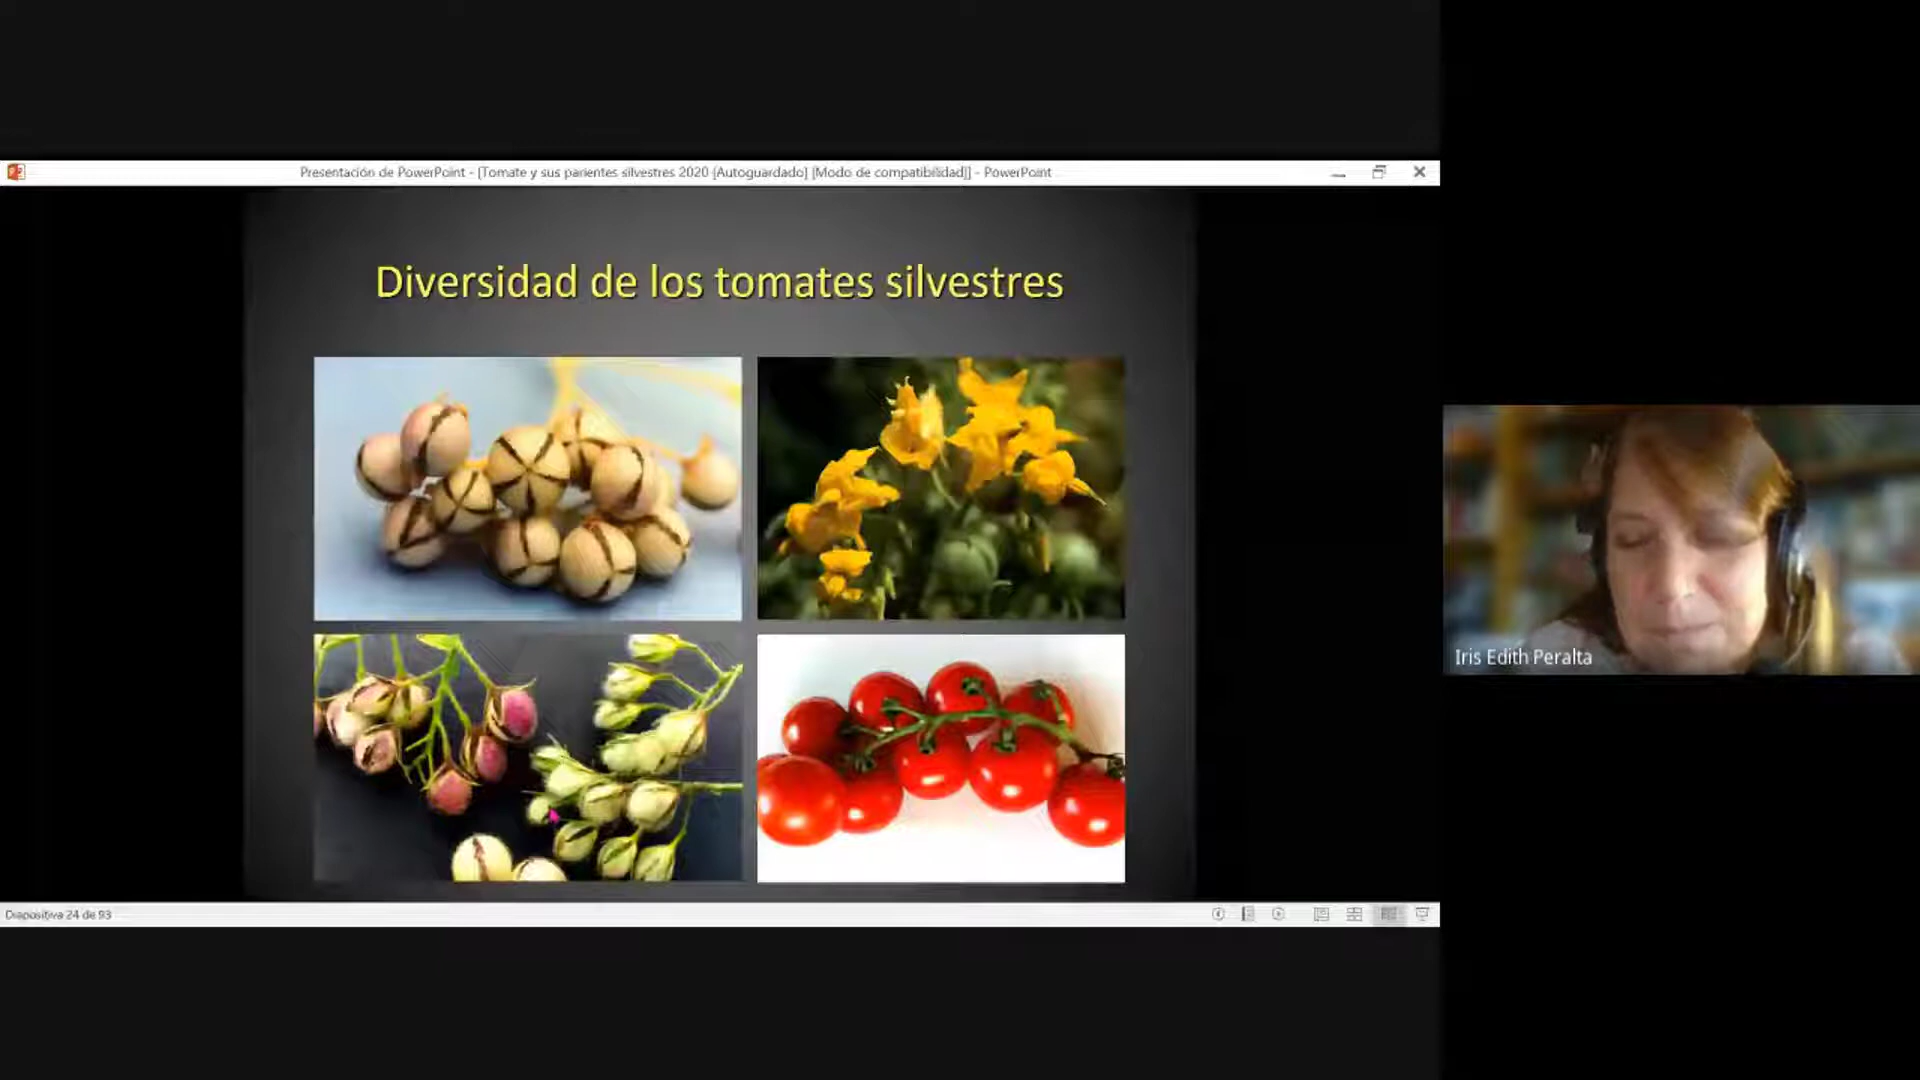 Presentación de PowerPoint - [Tomate y sus parientes silvestres 2020 [Autoguardado] [Modo de compatibilidad]] - PowerPoint
Diversidad de los tomates silvestres
Iris Edith Peralta
Diapositiva 24 de 93